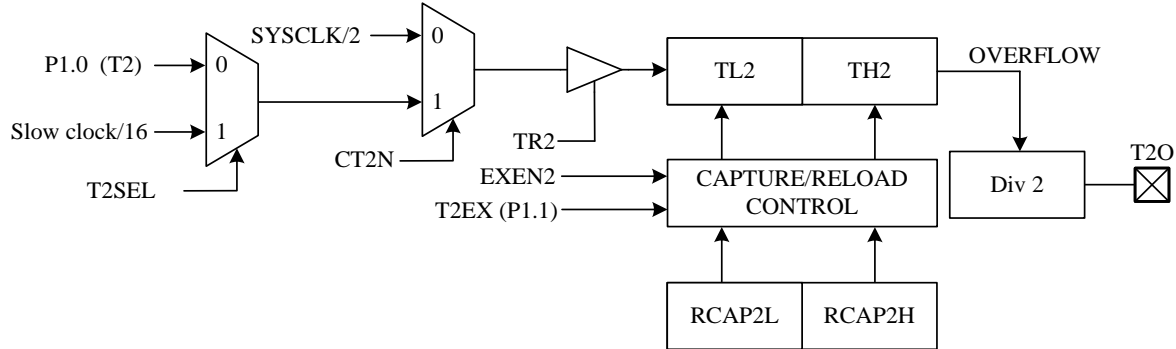 SYSCLK/2
0
P1.0 (T2)
0
Slow clock/16
1
1
T2SEL
CT2N
TR2
TL2
TH2
OVERFLOW
EXEN2
T2EX (P1.1)
CAPTURE/RELOAD
CONTROL
Div 2
T2O
RCAP2L
RCAP2H